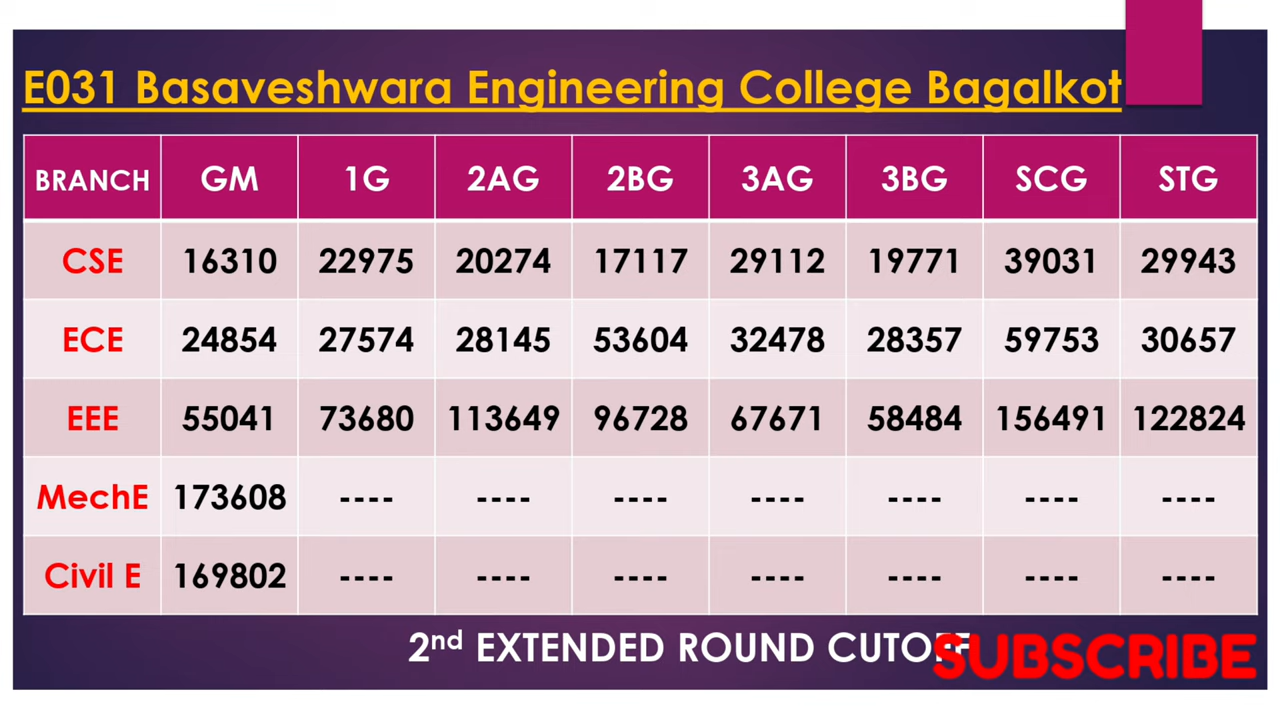 E031 Basaveshwara Engineering College Bagalkot
BRANCH GM 1G 2AG 2BG 3AG 3BG SCG STG
CSE 16310 22975 20274 17117 29112 19771 39031 29943
ECE 24854 27574 28145 53604 32478 28357 59753 30657
EEE 55041 73680 113649 96728 67671 58484 156491 122824
MechE 173608 ---- ---- ---- ---- ---- ---- ----
Civil E 169802 ---- ---- ---- ---- ---- ---- ----
2nd EXTENDED ROUND CUTOFF
SUBSCRIBE